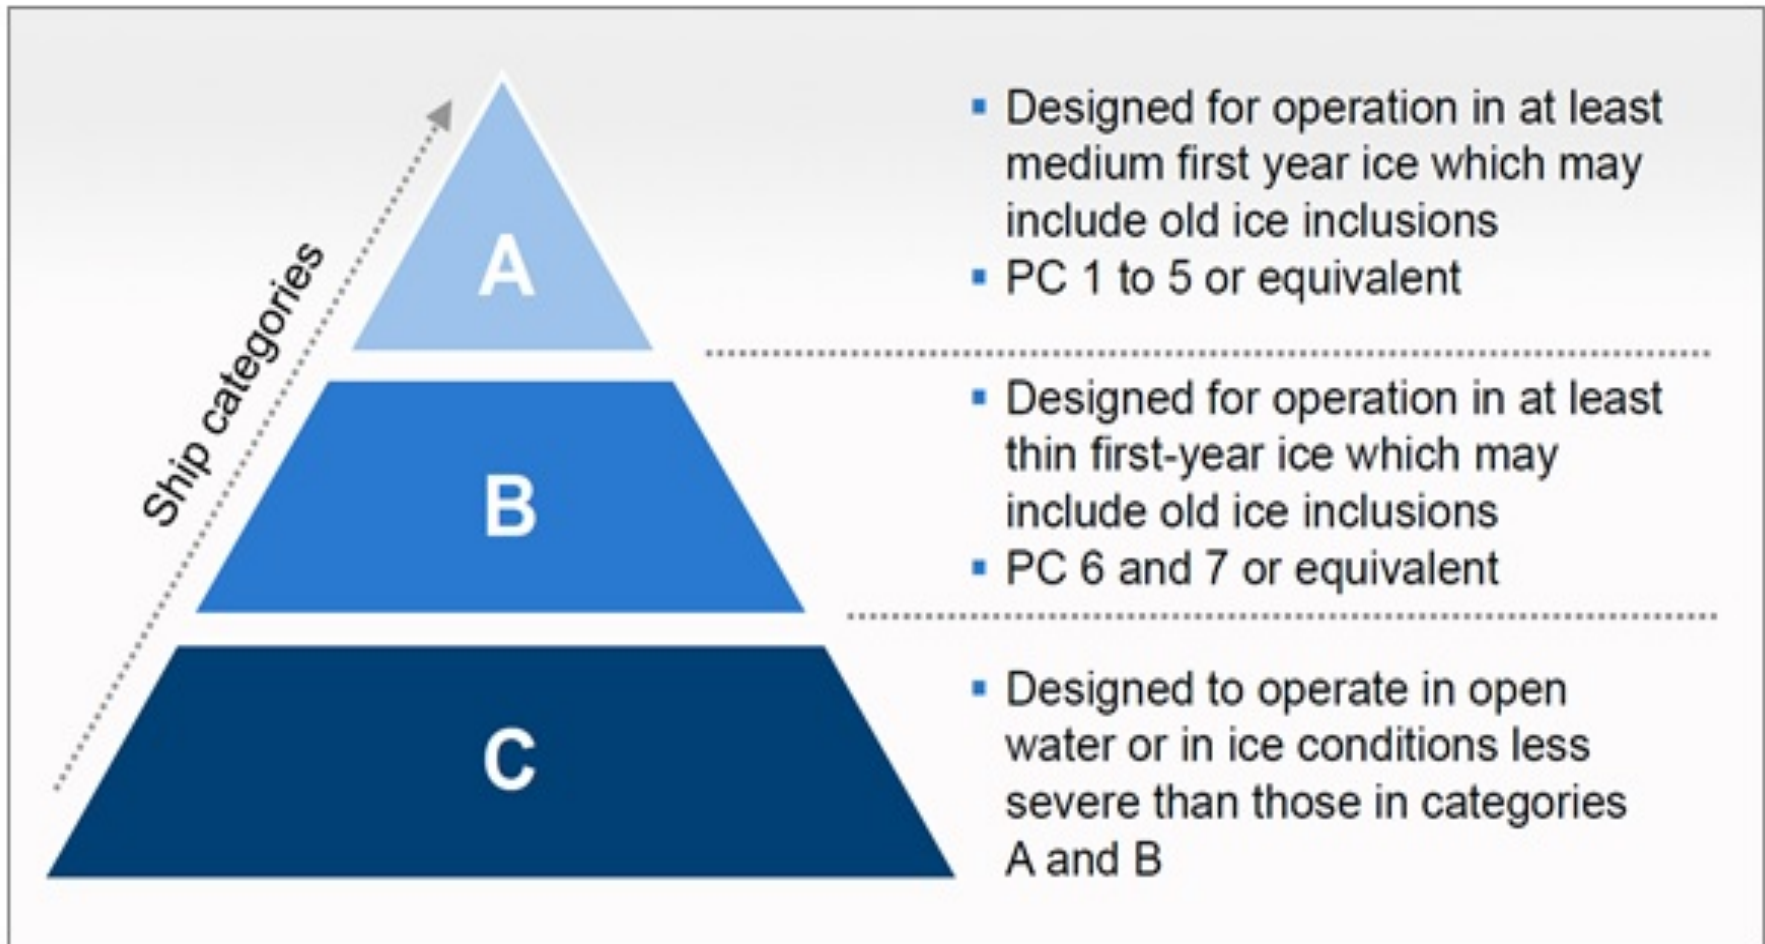 Ship categories
A
▪ Designed for operation in at least
medium first year ice which may
include old ice inclusions
▪ PC 1 to 5 or equivalent
B
▪ Designed for operation in at least
thin first-year ice which may
include old ice inclusions
▪ PC 6 and 7 or equivalent
C
▪ Designed to operate in open
water or in ice conditions less
severe than those in categories
A and B